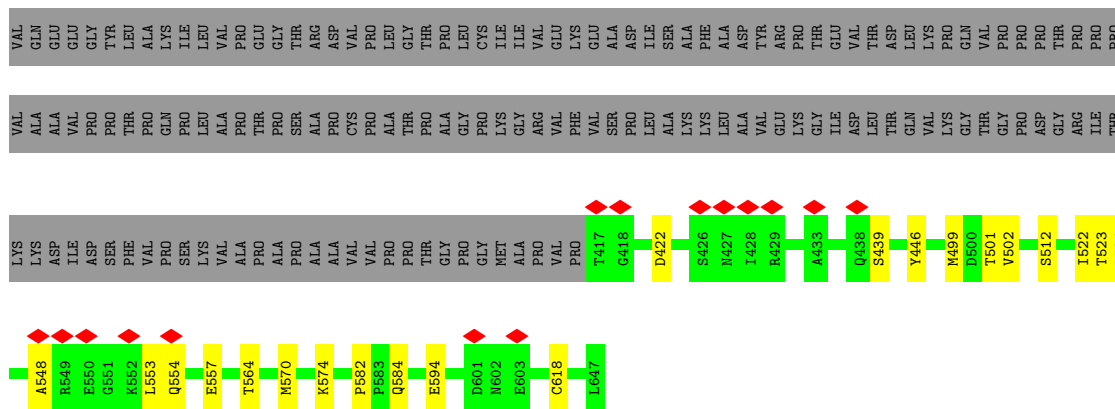 VAL GLN GLU GLU GLY TYR LEU ALA LYS ILE LEU VAL PRO GLU GLY THR ARG ASP VAL PRO LEU GLY THR PRO LEU CYS ILE ILE VAL GLU LYS GLU ALA ASP ILE SER ALA PHE ALA ASP TYR ARG PRO THR GLU VAL THR ASP LEU LYS PRO GLN VAL PRO PRO PRO THR PRO PRO PRO
VAL ALA ALA VAL PRO PRO THR PRO GLN PRO LEU ALA PRO THR PRO SER ALA PRO CYS PRO ALA THR PRO ALA GLY PRO LYS GLY ARG VAL PHE VAL SER PRO LEU ALA LYS LYS LEU ALA VAL GLU LYS GLY ILE ASP LEU THR GLN VAL LYS GLY THR GLY PRO ASP GLY ARG ILE THR
LYS LYS ASP ILE ASP SER PHE VAL PRO SER LYS VAL ALA PRO ALA PRO ALA ALA VAL VAL PRO PRO THR GLY PRO GLY MET ALA PRO VAL PRO T417 G418 D422 S426 N427 I428 R429 A433 Q438 S439 Y446 M499 D500 T501 V502 S512 I522 T523
A548 R549 E550 G551 K552 L553 Q554 E557 T564 M570 K574 P582 P583 Q584 E594 D601 N602 E603 C618 L647